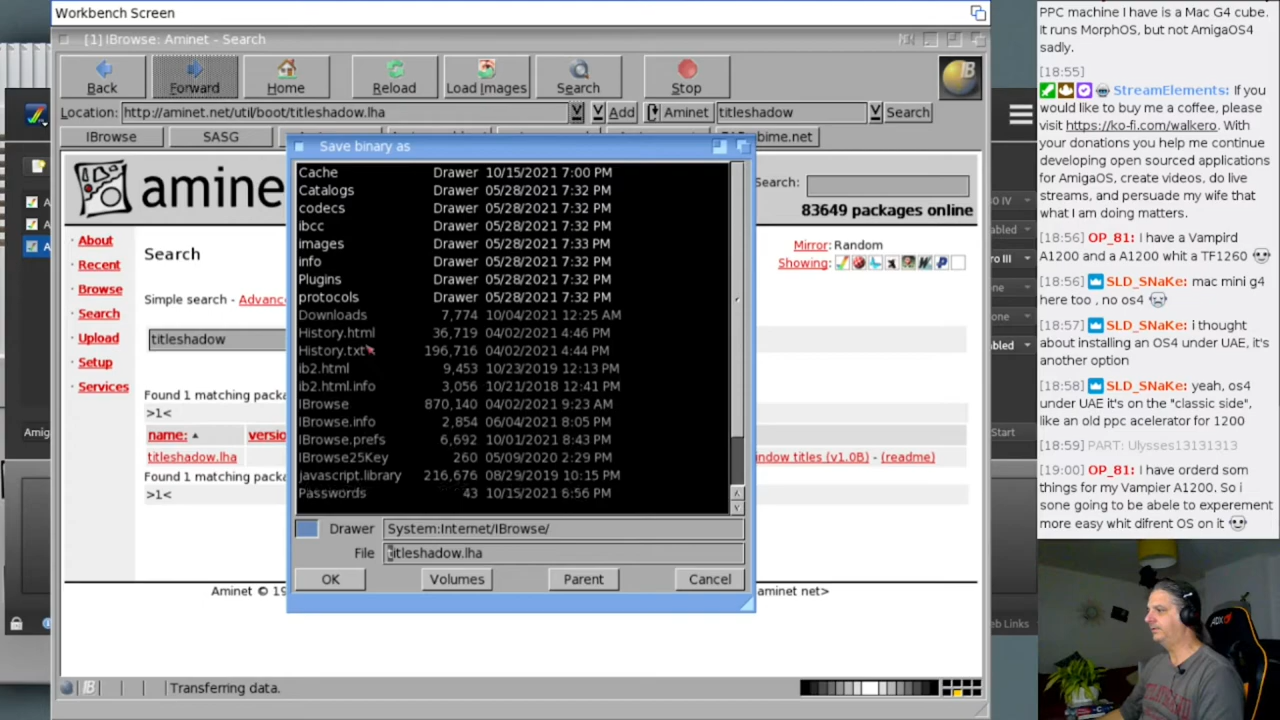 Workbench Screen
[1] IBrowse: Aminet - Search
Back
Forward
Home
Reload
Load Images
Search
Stop
Location:
http://aminet.net/util/boot/titleshadow.lha
Add
Aminet
titleshadow
Search
IBrowse
SASG
aminet
Search:
83649 packages online
About
Recent
Browse
Search
Upload
Setup
Services
Search
Mirror: Random
Showing:
Simple search - Advanc
titleshadow
Found 1 matching packa
>1<
name:
versio
titleshadow.lha
indow titles (v1.0B) - (readme)
Found 1 matching packa
>1<
Aminet © 19
aminet net>
Transferring data.
Save binary as
Cache Drawer 10/15/2021 7:00 PM
Catalogs Drawer 05/28/2021 7:32 PM
codecs Drawer 05/28/2021 7:32 PM
ibcc Drawer 05/28/2021 7:32 PM
images Drawer 05/28/2021 7:33 PM
info Drawer 05/28/2021 7:32 PM
Plugins Drawer 05/28/2021 7:32 PM
protocols Drawer 05/28/2021 7:32 PM
Downloads 7,774 10/04/2021 12:25 AM
History.html 36,719 04/02/2021 4:46 PM
History.txt 196,716 04/02/2021 4:44 PM
ib2.html 9,453 10/23/2019 12:13 PM
ib2.html.info 3,056 10/21/2018 12:41 PM
IBrowse 870,140 04/02/2021 9:23 AM
IBrowse.info 2,854 06/04/2021 8:05 PM
IBrowse.prefs 6,692 10/01/2021 8:43 PM
IBrowse25Key 260 05/09/2020 2:29 PM
javascript.library 216,676 08/29/2019 10:15 PM
Passwords 43 10/15/2021 6:56 PM
Drawer System:Internet/IBrowse/
File titleshadow.lha
OK
Volumes
Parent
Cancel
PPC machine I have is a Mac G4 cube.
it runs MorphOS, but not AmigaOS4
sadly.
[18:55]
StreamElements: If you
would like to buy me a coffee, please
visit https://ko-fi.com/walkero. With
your donations you help me continue
developing open sourced applications
for AmigaOS, create videos, do live
streams, and persuade my wife that
what I am doing matters.
[18:56] OP_81: I have a Vampird
A1200 and a A1200 whit a TF1260
[18:56] SLD_SNaKe: mac mini g4
here too , no os4
[18:57] SLD_SNaKe: i thought
about installing an OS4 under UAE, it's
another option
[18:58] SLD_SNaKe: yeah, os4
under UAE it's on the "classic side",
like an old ppc acelerator for 1200
[18:59] PART: Ulysses13131313
[19:00] OP_81: I have orderd som
things for my Vampier A1200. So i
sone going to be abele to experement
more easy whit difrent OS on it